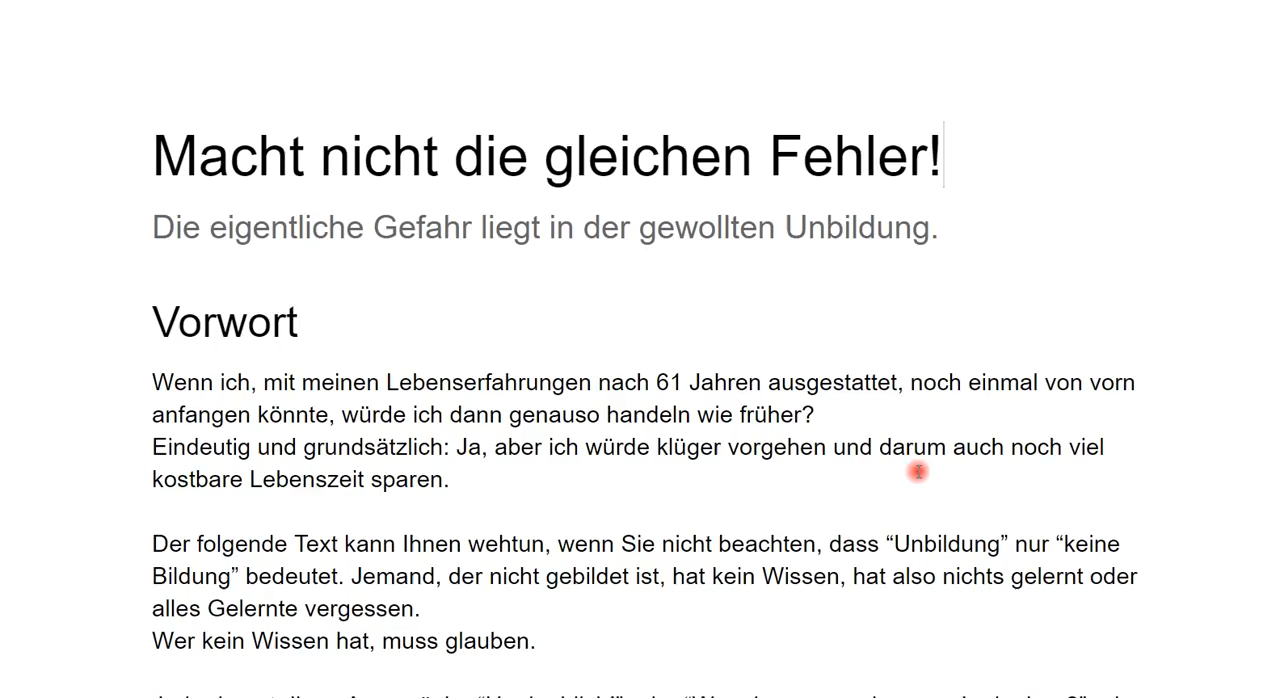 Macht nicht die gleichen Fehler!
Die eigentliche Gefahr liegt in der gewollten Unbildung.
Vorwort
Wenn ich, mit meinen Lebenserfahrungen nach 61 Jahren ausgestattet, noch einmal von vorn
anfangen könnte, würde ich dann genauso handeln wie früher?
Eindeutig und grundsätzlich: Ja, aber ich würde klüger vorgehen und darum auch noch viel
kostbare Lebenszeit sparen.
Der folgende Text kann Ihnen wehtun, wenn Sie nicht beachten, dass “Unbildung” nur “keine
Bildung” bedeutet. Jemand, der nicht gebildet ist, hat kein Wissen, hat also nichts gelernt oder
alles Gelernte vergessen.
Wer kein Wissen hat, muss glauben.